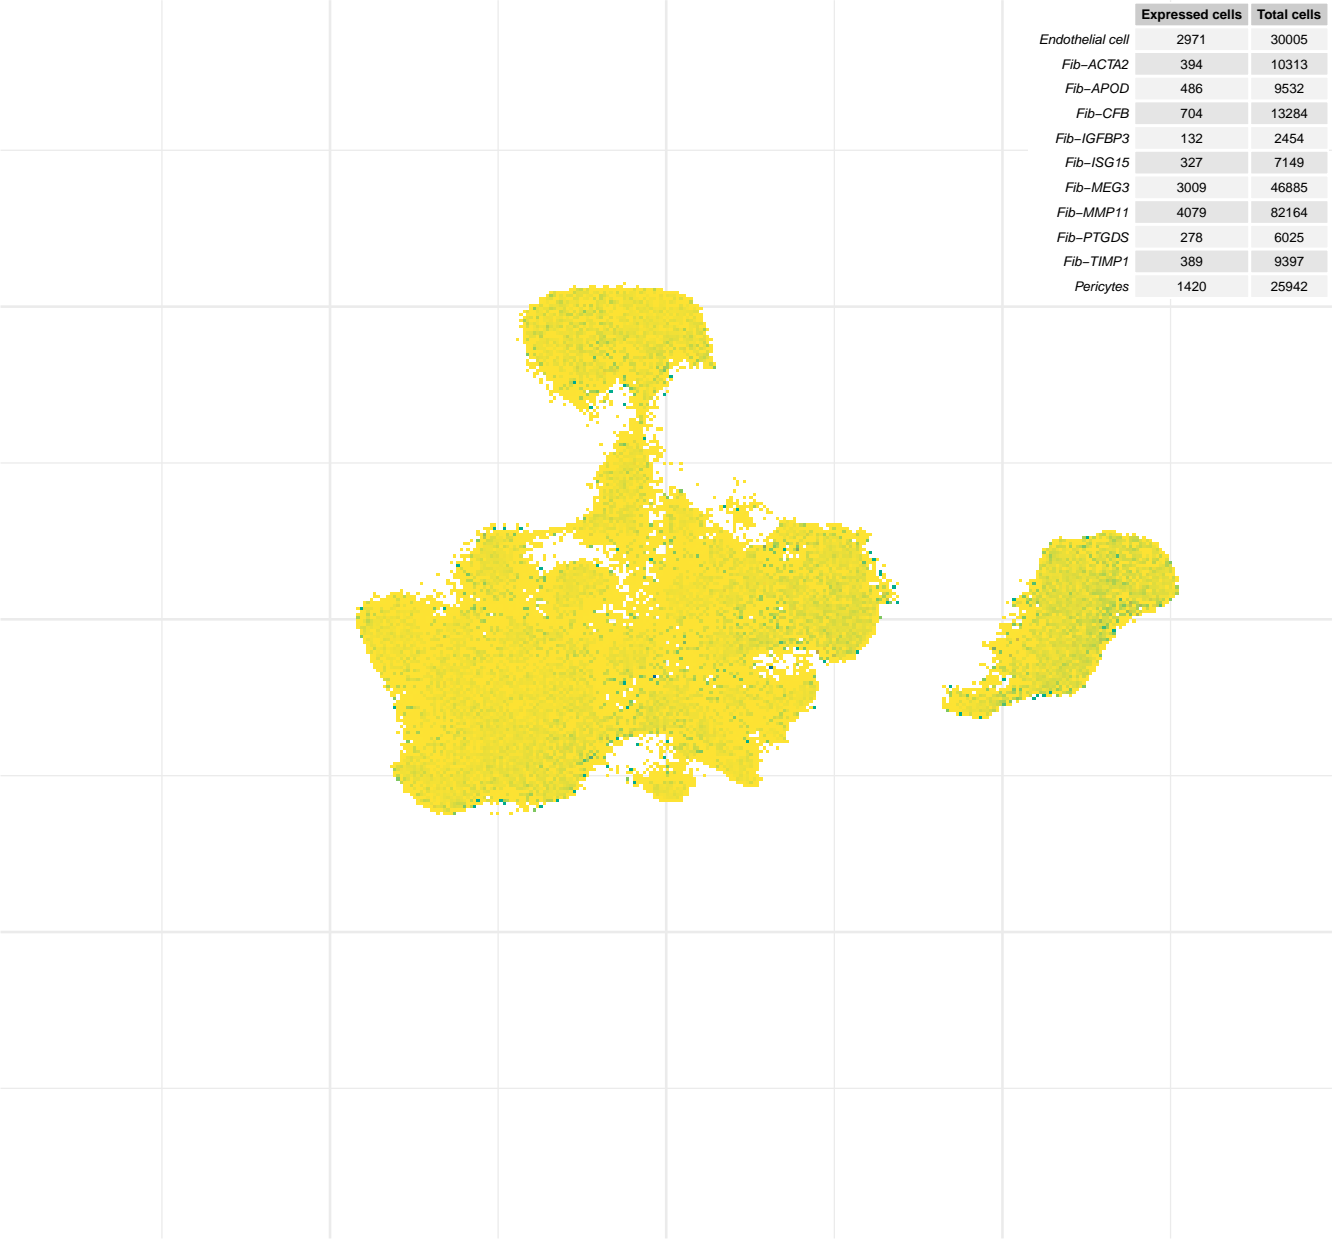 Expressed cells Total cells
Endothelial cell 2971 30005
Fib−ACTA2 394 10313
Fib−APOD 486 9532
Fib−CFB 704 13284
Fib−IGFBP3 132 2454
Fib−ISG15 327 7149
Fib−MEG3 3009 46885
Fib−MMP11 4079 82164
Fib−PTGDS 278 6025
Fib−TIMP1 389 9397
Pericytes 1420 25942